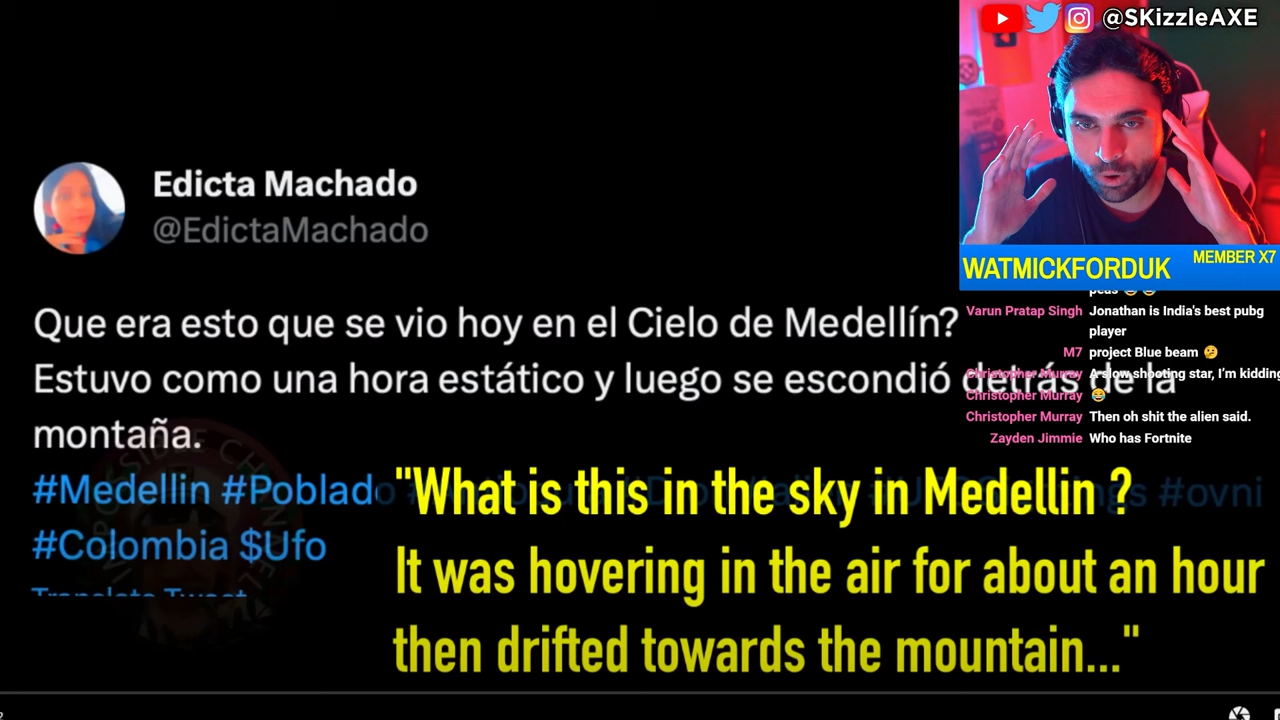 @SKizzleAXE
Edicta Machado
@EdictaMachado
WATMICKFORDUK
MEMBER X7
Que era esto que se vio hoy en el Cielo de Medellín?
Estuvo como una hora estático y luego se escondió detrás de la
montaña.
#Medellin #Poblado #ovni
#Colombia $Ufo
Translate Tweet
"What is this in the sky in Medellin ?
It was hovering in the air for about an hour
then drifted towards the mountain..."
peas 😂😂
Varun Pratap Singh Jonathan is India's best pubg
player
M7 project Blue beam 🤔
Christopher Murray A slow shooting star, I'm kidding
Christopher Murray 😂
Christopher Murray Then oh shit the alien said.
Zayden Jimmie Who has Fortnite